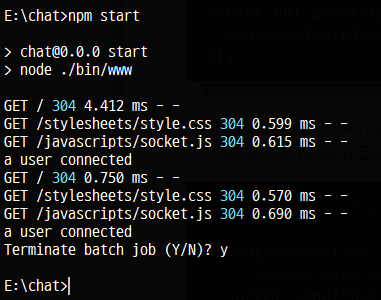 E:\chat>npm start
> chat@0.0.0 start
> node ./bin/www
GET / 304 4.412 ms - -
GET /stylesheets/style.css 304 0.599 ms - -
GET /javascripts/socket.js 304 0.615 ms - -
a user connected
GET / 304 0.750 ms - -
GET /stylesheets/style.css 304 0.570 ms - -
GET /javascripts/socket.js 304 0.690 ms - -
a user connected
Terminate batch job (Y/N)? y
E:\chat>